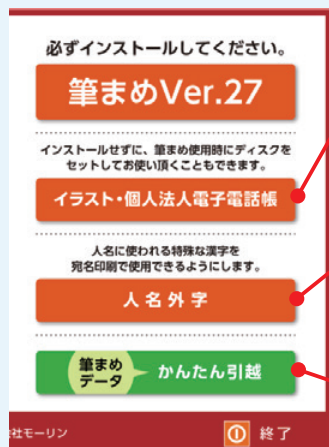 必ずインストールしてください。
筆まめVer.27
インストールせずに、筆まめ使用時にディスクを
セットしてお使い頂くこともできます。
イラスト・個人法人電子電話帳
人名に使われる特殊な漢字を
宛名印刷で使用できるようにします。
人名外字
筆まめ
データ
かんたん引越
社モーリン
終了